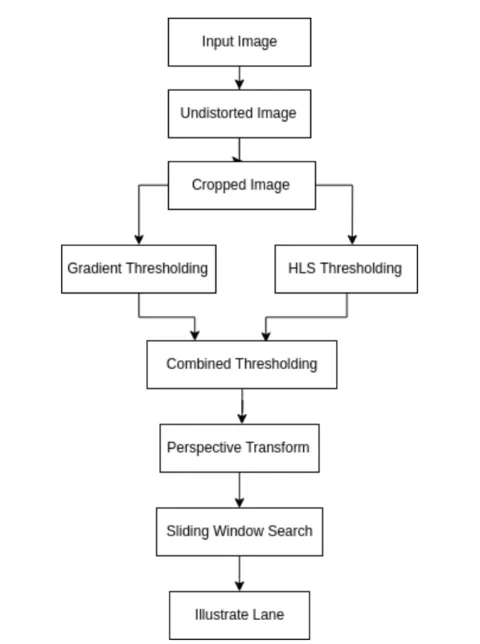 Input Image
Undistorted Image
Cropped Image
Gradient Thresholding
HLS Thresholding
Combined Thresholding
Perspective Transform
Sliding Window Search
Illustrate Lane